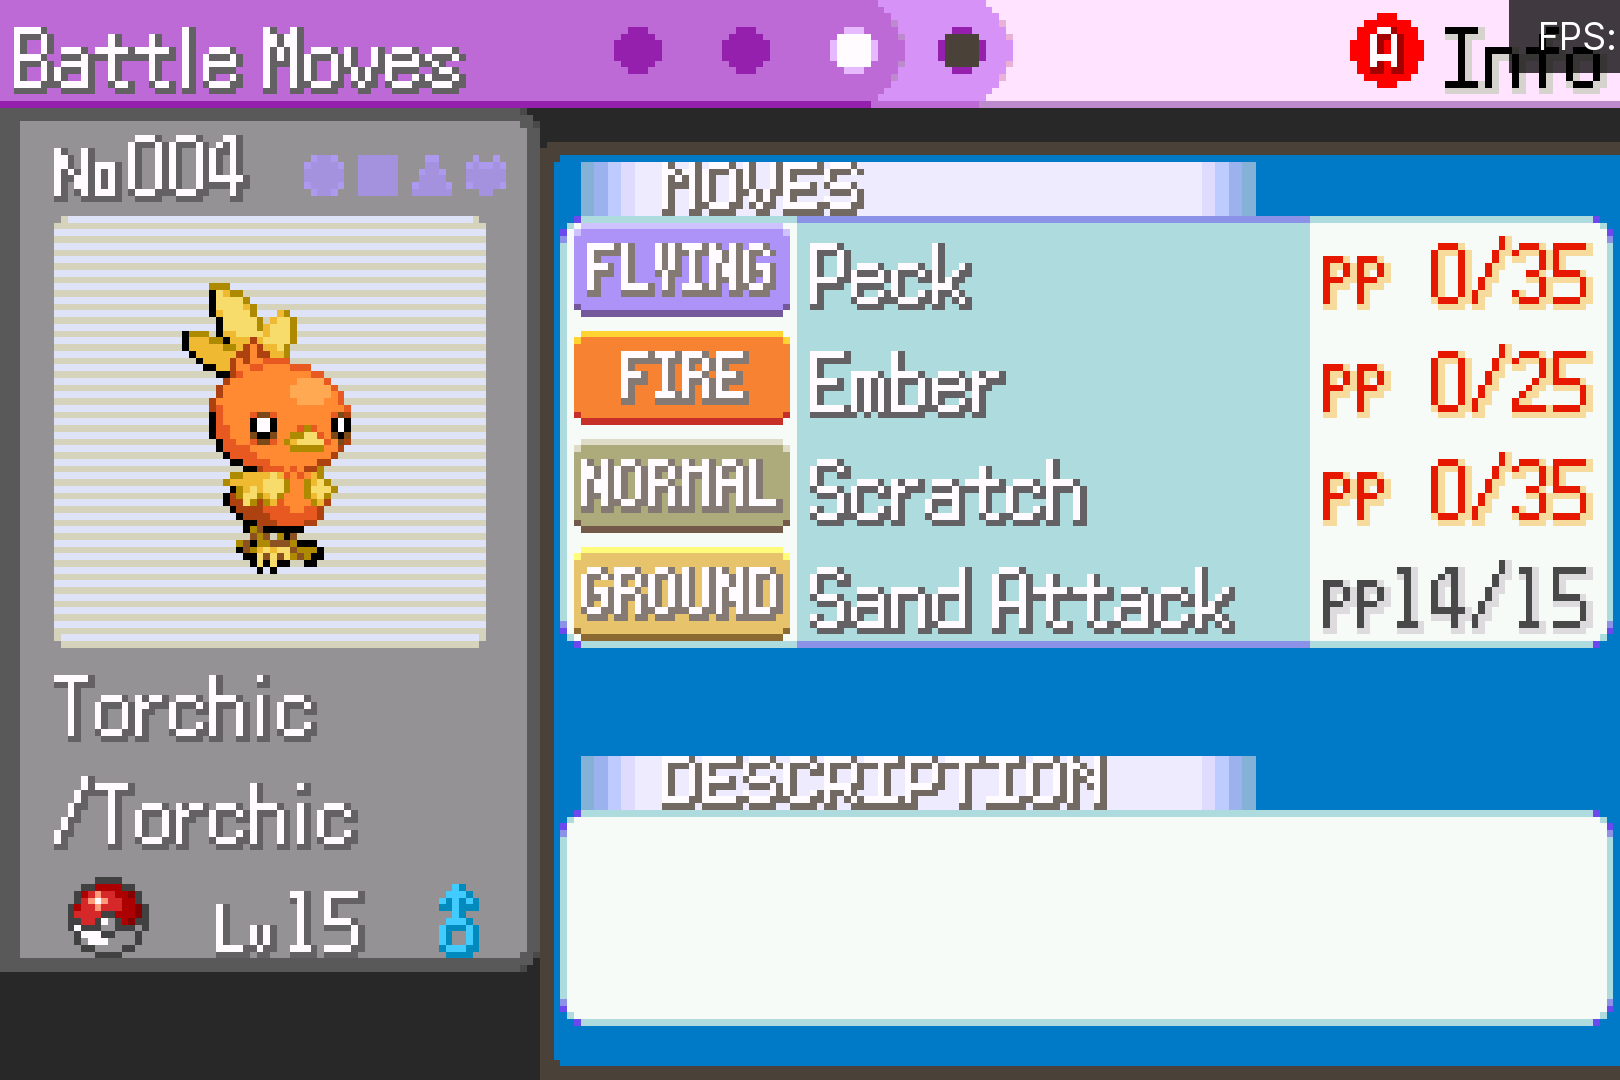 Battle Moves
A Info
FPS:
No004
MOVES
FLYING Peck PP 0/35
FIRE Ember PP 0/25
NORMAL Scratch PP 0/35
GROUND Sand Attack PP14/15
Torchic
/Torchic
Lv15 ♂
DESCRIPTION